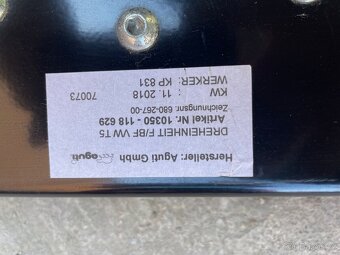 Hersteller: Aguti Gmbh
aguti
DREHEINHEIT F/BF VW T5
Artikel Nr. 10350 - 118 629
Zeichnungsnr. 680-267-00
KW 11. 2018 70073
WERKER: KP 831